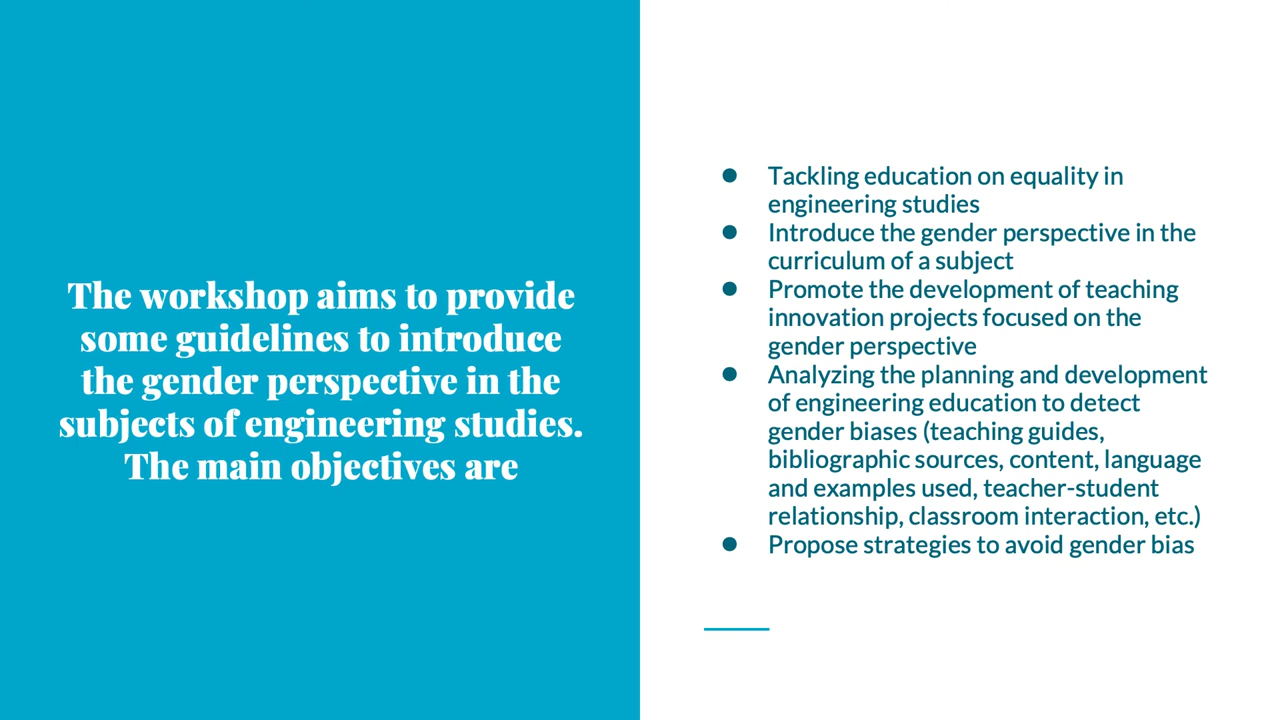 The workshop aims to provide
some guidelines to introduce
the gender perspective in the
subjects of engineering studies.
The main objectives are
● Tackling education on equality in
engineering studies
● Introduce the gender perspective in the
curriculum of a subject
● Promote the development of teaching
innovation projects focused on the
gender perspective
● Analyzing the planning and development
of engineering education to detect
gender biases (teaching guides,
bibliographic sources, content, language
and examples used, teacher-student
relationship, classroom interaction, etc.)
● Propose strategies to avoid gender bias